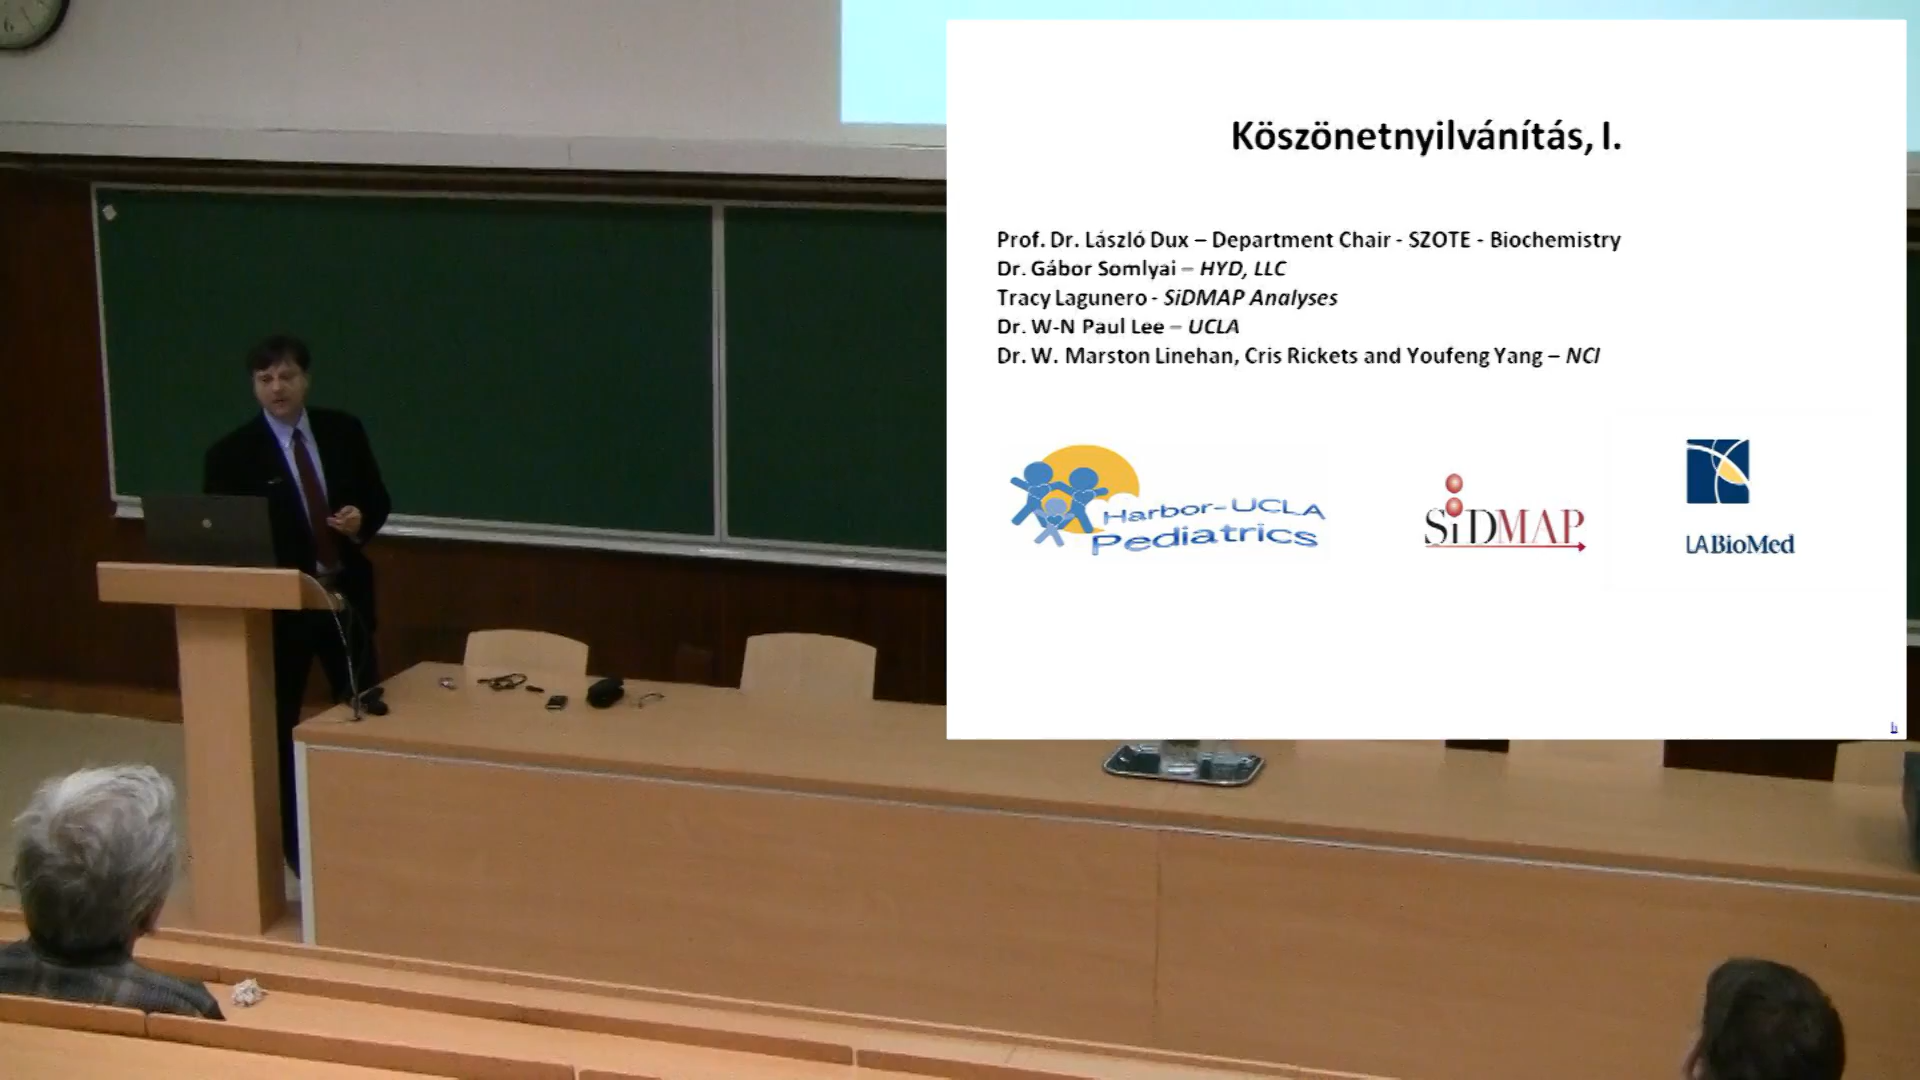 Köszönetnyilvánítás, I.
Prof. Dr. László Dux – Department Chair - SZOTE - Biochemistry
Dr. Gábor Somlyai – HYD, LLC
Tracy Lagunero - SiDMAP Analyses
Dr. W-N Paul Lee – UCLA
Dr. W. Marston Linehan, Cris Rickets and Youfeng Yang – NCI
Harbor-UCLA
Pediatrics
SiDMAP
LABioMed